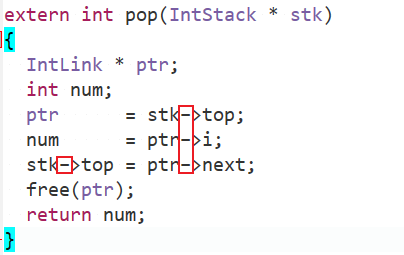 extern int pop(IntStack * stk)
{
  IntLink * ptr;
  int num;
  ptr      = stk->top;
  num      = ptr->i;
  stk->top = ptr->next;
  free(ptr);
  return num;
}